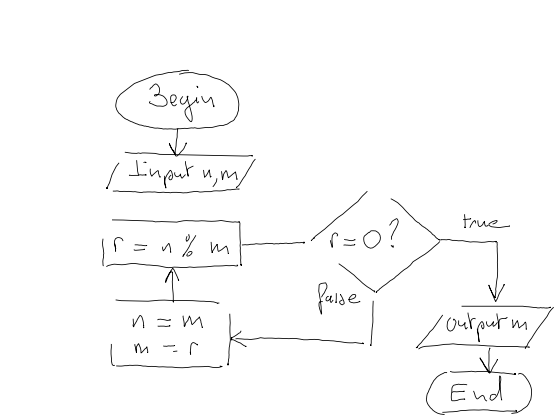 Begin
Input n,m
r = n % m
r = 0?
true
false
n = m
m = r
output m
End